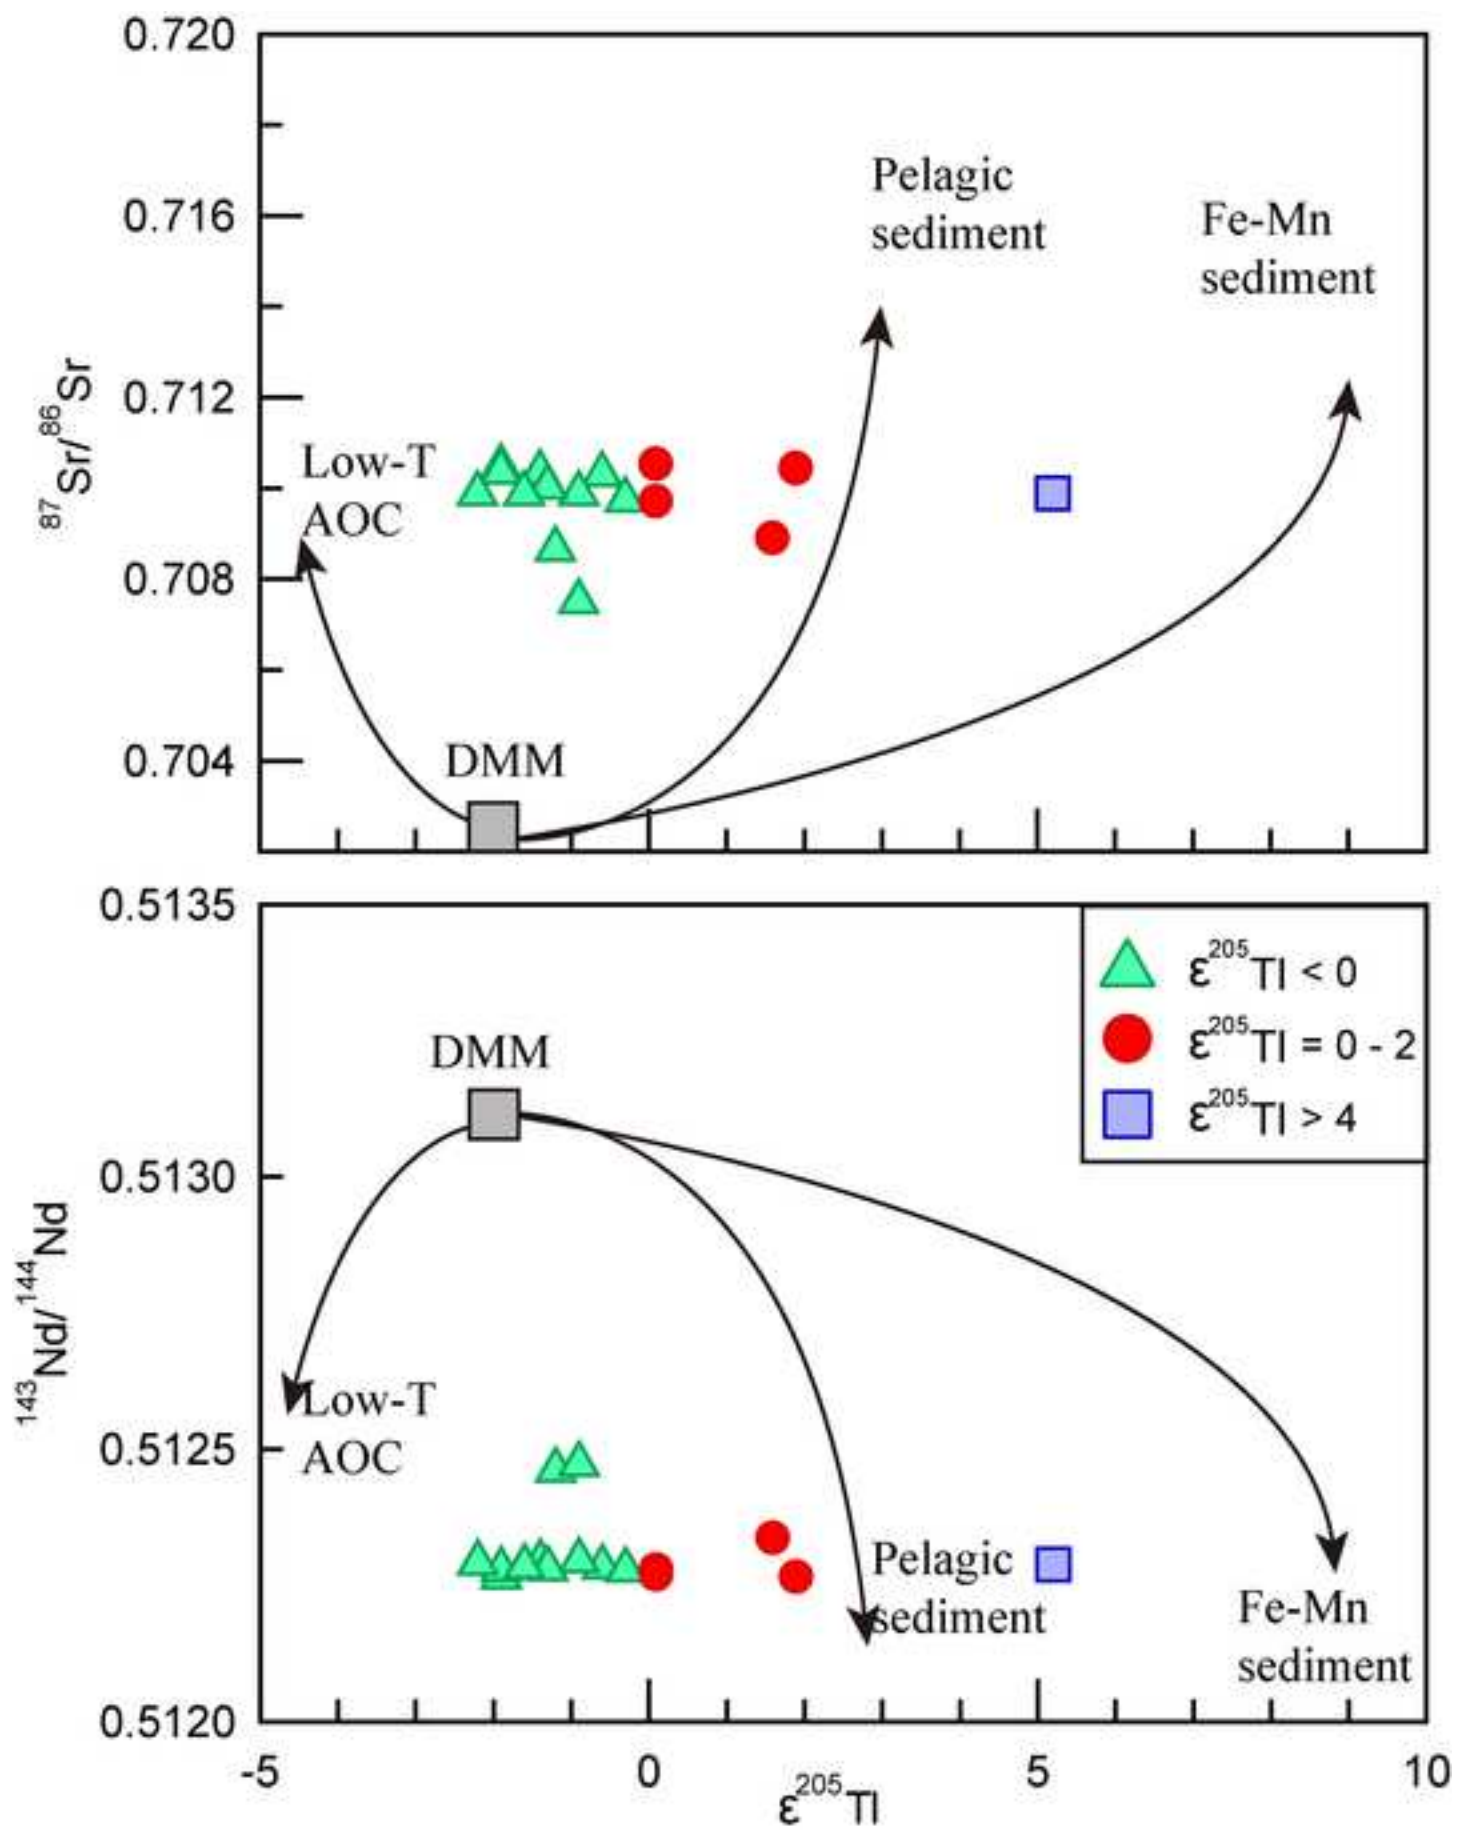 0.720
0.716
0.712
0.708
0.704
⁸⁷Sr/⁸⁶Sr
Pelagic
sediment
Fe-Mn
sediment
Low-T
AOC
DMM
0.5135
0.5130
0.5125
0.5120
¹⁴³Nd/¹⁴⁴Nd
ε²⁰⁵Tl < 0
ε²⁰⁵Tl = 0 - 2
ε²⁰⁵Tl > 4
DMM
Low-T
AOC
Pelagic
sediment
Fe-Mn
sediment
-5
0
5
10
ε²⁰⁵Tl